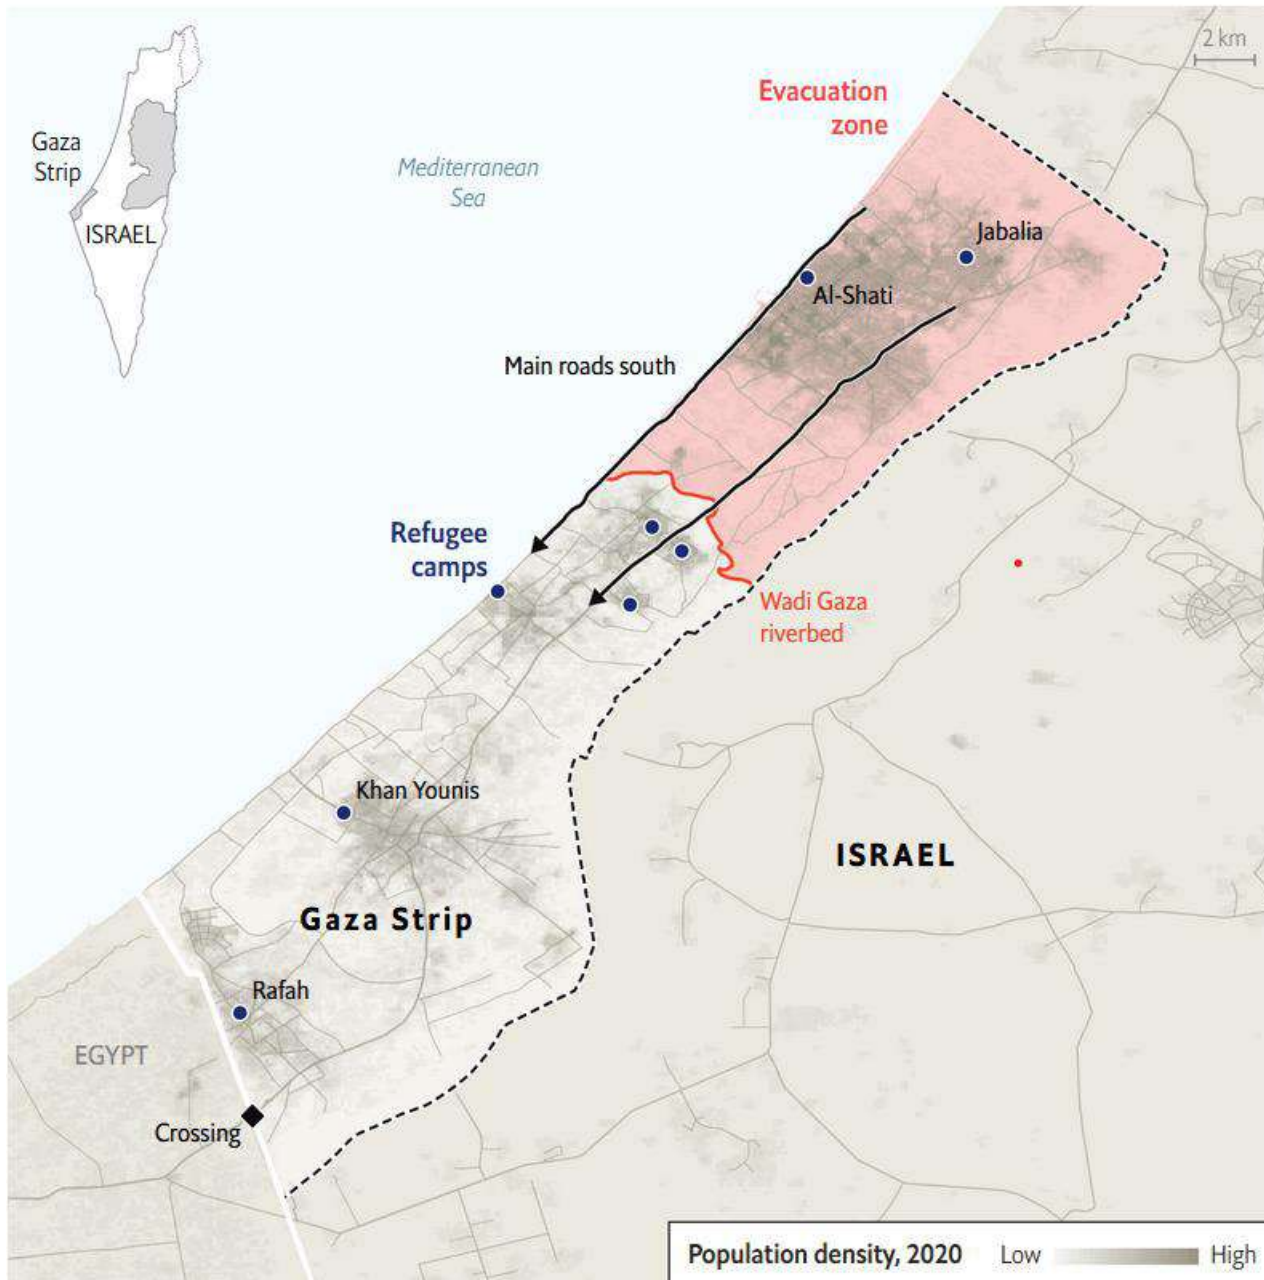 2 km
Evacuation
zone
Gaza
Strip
Mediterranean
Sea
ISRAEL
Jabalia
Al-Shati
Main roads south
Refugee
camps
Wadi Gaza
riverbed
Khan Younis
ISRAEL
Gaza Strip
Rafah
EGYPT
Crossing
Population density, 2020 Low High